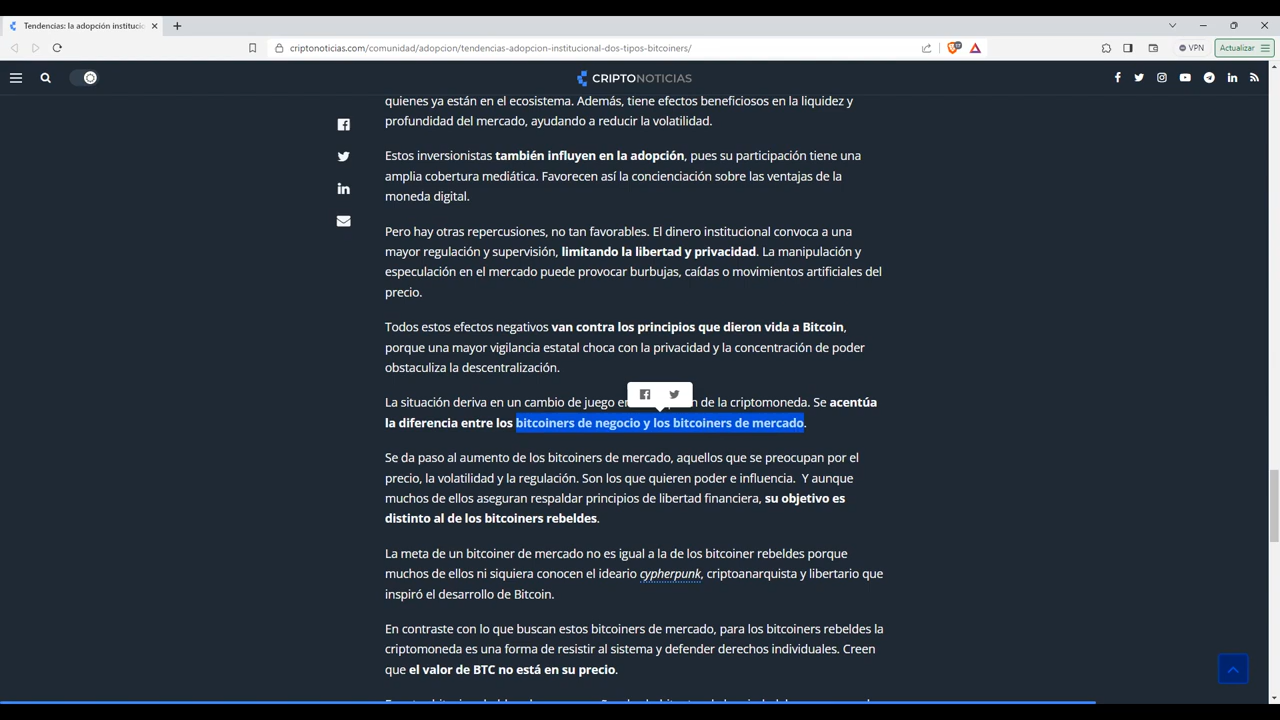 Tendencias: la adopción institucio
criptonoticias.com/comunidad/adopcion/tendencias-adopcion-institucional-dos-tipos-bitcoiners/
VPN
Actualizar
CRIPTONOTICIAS
quienes ya están en el ecosistema. Además, tiene efectos beneficiosos en la liquidez y
profundidad del mercado, ayudando a reducir la volatilidad.
Estos inversionistas también influyen en la adopción, pues su participación tiene una
amplia cobertura mediática. Favorecen así la concienciación sobre las ventajas de la
moneda digital.
Pero hay otras repercusiones, no tan favorables. El dinero institucional convoca a una
mayor regulación y supervisión, limitando la libertad y privacidad. La manipulación y
especulación en el mercado puede provocar burbujas, caídas o movimientos artificiales del
precio.
Todos estos efectos negativos van contra los principios que dieron vida a Bitcoin,
porque una mayor vigilancia estatal choca con la privacidad y la concentración de poder
obstaculiza la descentralización.
La situación deriva en un cambio de juego en de la criptomoneda. Se acentúa
la diferencia entre los bitcoiners de negocio y los bitcoiners de mercado.
Se da paso al aumento de los bitcoiners de mercado, aquellos que se preocupan por el
precio, la volatilidad y la regulación. Son los que quieren poder e influencia. Y aunque
muchos de ellos aseguran respaldar principios de libertad financiera, su objetivo es
distinto al de los bitcoiners rebeldes.
La meta de un bitcoiner de mercado no es igual a la de los bitcoiner rebeldes porque
muchos de ellos ni siquiera conocen el ideario cypherpunk, criptoanarquista y libertario que
inspiró el desarrollo de Bitcoin.
En contraste con lo que buscan estos bitcoiners de mercado, para los bitcoiners rebeldes la
criptomoneda es una forma de resistir al sistema y defender derechos individuales. Creen
que el valor de BTC no está en su precio.